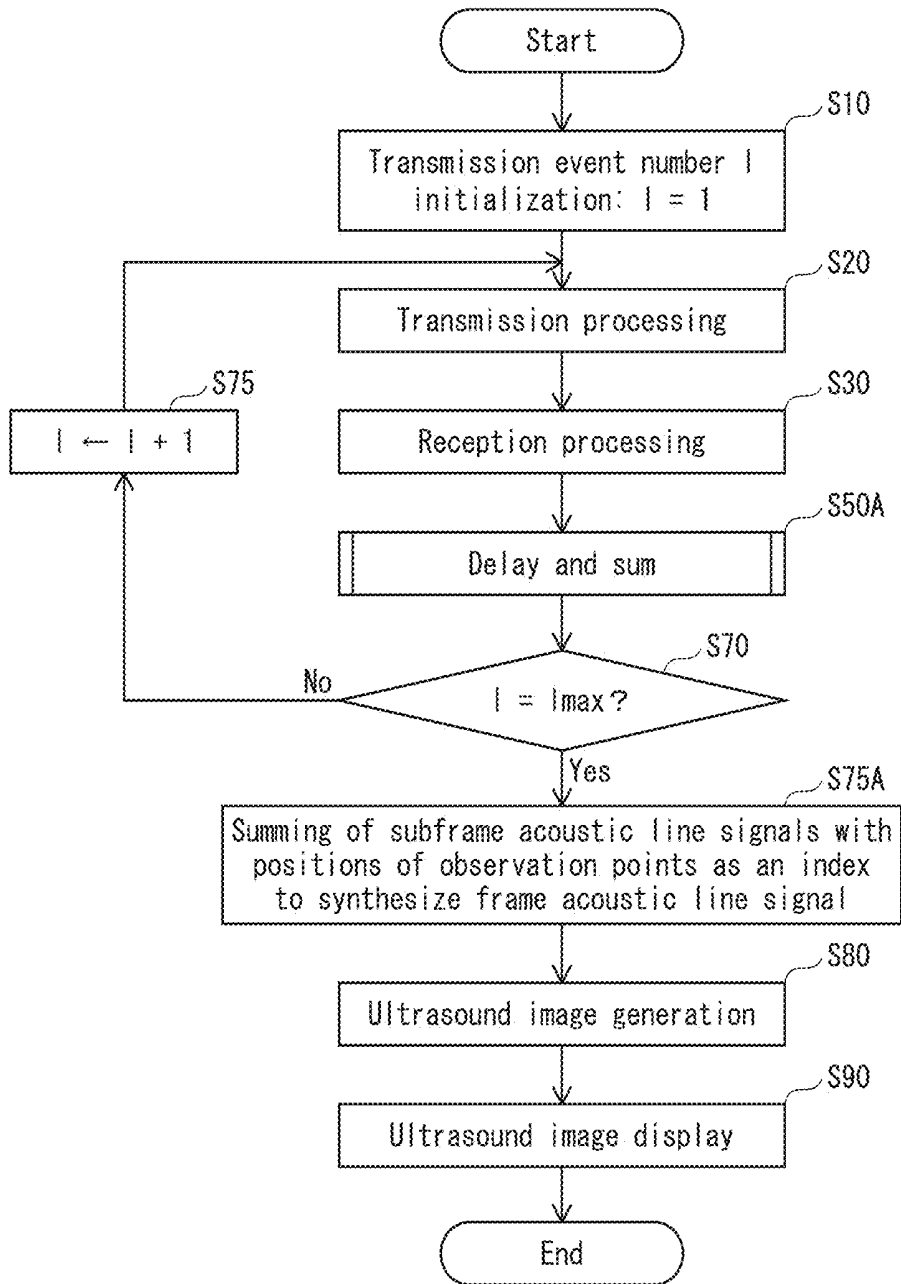 Start
S10
Transmission event number l
initialization: l = 1
S20
Transmission processing
S75
l ← l + 1
S30
Reception processing
S50A
Delay and sum
S70
No
l = lmax?
Yes
S75A
Summing of subframe acoustic line signals with
positions of observation points as an index
to synthesize frame acoustic line signal
S80
Ultrasound image generation
S90
Ultrasound image display
End